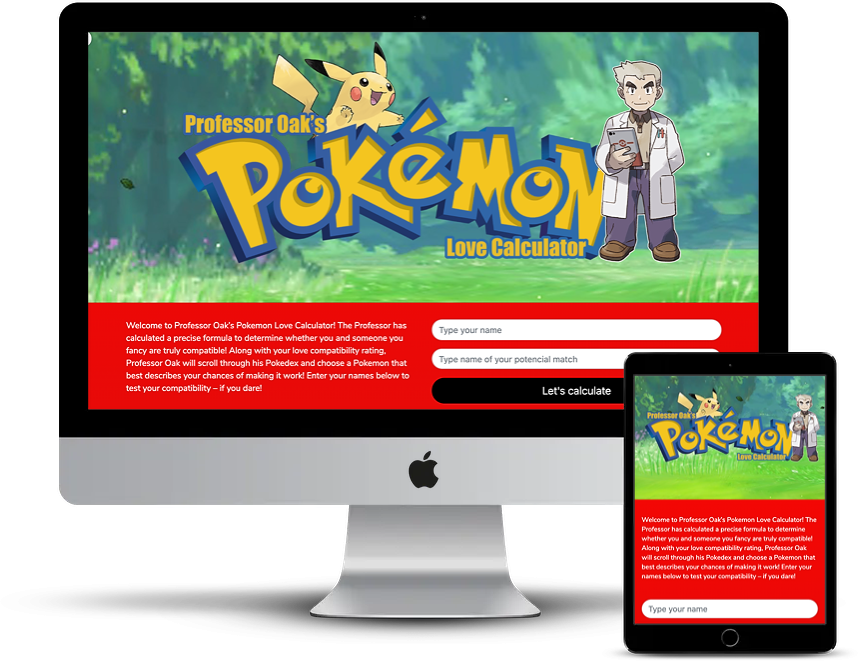 Professor Oak's
Pokémon
Love Calculator
Welcome to Professor Oak's Pokemon Love Calculator! The Professor has
calculated a precise formula to determine whether you and someone you
fancy are truly compatible! Along with your love compatibility rating,
Professor Oak will scroll through his Pokedex and choose a Pokemon that
best describes your chances of making it work! Enter your names below to
test your compatibility – if you dare!
Type your name
Type name of your potencial match
Let's calculate
Professor Oak's
Pokémon
Love Calculator
Welcome to Professor Oak's Pokemon Love Calculator! The
Professor has calculated a precise formula to determine
whether you and someone you fancy are truly compatible!
Along with your love compatibility rating, Professor Oak
will scroll through his Pokedex and choose a Pokemon that
best describes your chances of making it work! Enter your
names below to test your compatibility – if you dare!
Type your name